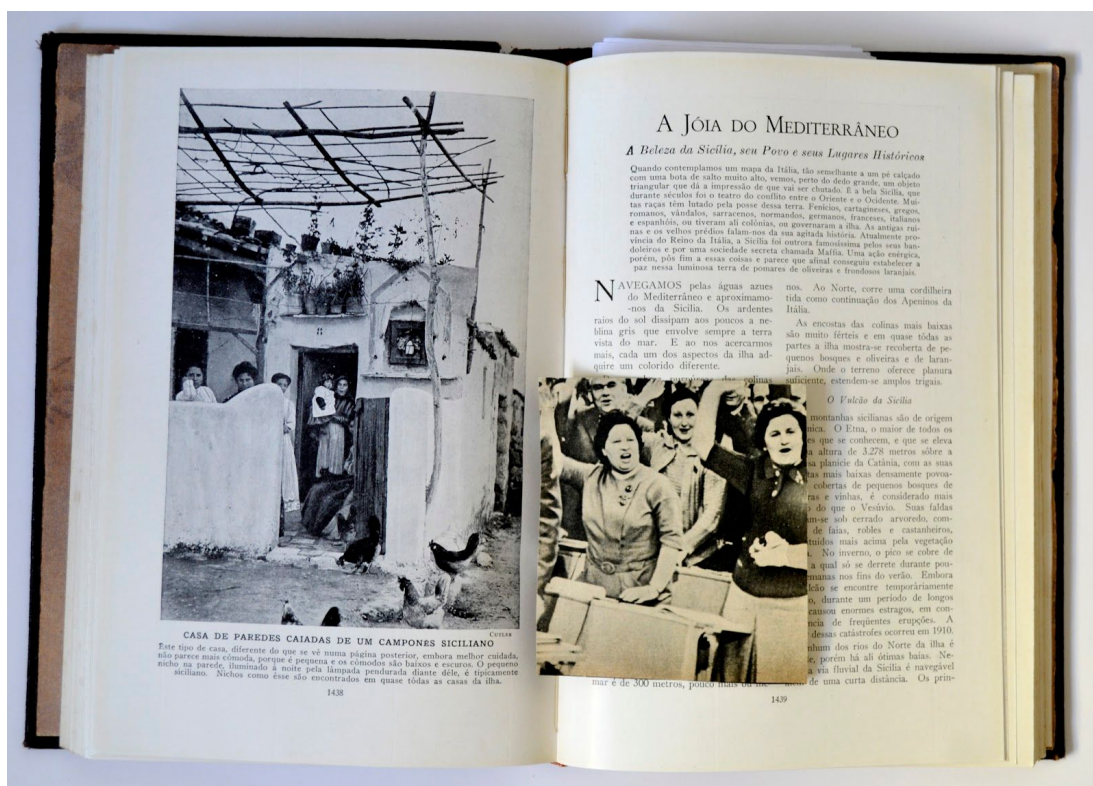 CUTLER
CASA DE PAREDES CAIADAS DE UM CAMPONÊS SICILIANO
Este tipo de casa, diferente do que se vê numa página posterior, embora melhor cuidada,
não parece mais cômoda, porque é pequena e os cômodos são baixos e escuros. O pequeno
nicho na parede, iluminado à noite pela lâmpada pendurada diante dêle, é tìpicamente
siciliano. Nichos como êsse são encontrados em quase tôdas as casas da ilha.
1438
A JÓIA DO MEDITERRÂNEO
A Beleza da Sicília, seu Povo e seus Lugares Históricos
Quando contemplamos um mapa da Itália, tão semelhante a um pé calçado
com uma bota de salto muito alto, vemos, perto do dedo grande, um objeto
triangular que dá a impressão de que vai ser chutado. É a bela Sicília, que
durante séculos foi o teatro do conflito entre o Oriente e o Ocidente. Mui-
tas raças têm lutado pela posse dessa terra. Fenícios, cartagineses, gregos,
romanos, vândalos, sarracenos, normandos, germanos, franceses, italianos
e espanhóis, ou tiveram ali colônias, ou governaram a ilha. As antigas ruí-
nas e os velhos prédios falam-nos da sua agitada história. Atualmente pro-
víncia do Reino da Itália, a Sicília foi outrora famosíssima pelos seus ban-
doleiros e por uma sociedade secreta chamada Maffia. Uma ação enérgica,
porém, pôs fim a essas coisas e parece que afinal conseguiu estabelecer a
paz nessa luminosa terra de pomares de oliveiras e frondosos laranjais.
NAVEGAMOS pelas águas azues
do Mediterrâneo e aproximamo-
-nos da Sicília. Os ardentes
raios do sol dissipam aos poucos a ne-
blina gris que envolve sempre a terra
vista do mar. E ao nos acercarmos
mais, cada um dos aspectos da ilha ad-
quire um colorido diferente.
das colinas
mar é de 300 metros, pouco mais ou me-
nos. Ao Norte, corre uma cordilheira
tida como continuação dos Apeninos da
Itália.
As encostas das colinas mais baixas
são muito férteis e em quase tôdas as
partes a ilha mostra-se recoberta de pe-
quenos bosques e oliveiras e de laran-
jais. Onde o terreno oferece planura
suficiente, estendem-se amplos trigais.
O Vulcão da Sicília
montanhas sicilianas são de origem
O Etna, o maior de todos os
que se conhecem, e que se eleva
altura de 3.278 metros sôbre a
planície da Catânia, com as suas
mais baixas densamente povoa-
cobertas de pequenos bosques de
e vinhas, é considerado mais
do que o Vesúvio. Suas faldas
sob cerrado arvoredo, com-
de faias, robles e castanheiros,
mais acima pela vegetação
No inverno, o pico se cobre de
a qual só se derrete durante pou-
nos fins do verão. Embora
se encontre temporàriamente
durante um período de longos
causou enormes estragos, em con-
de freqüentes erupções. A
dessas catástrofes ocorreu em 1910.
dos rios do Norte da ilha é
porém há ali ótimas baías. Ne-
via fluvial da Sicília é navegável
de uma curta distância. Os prin-
1439